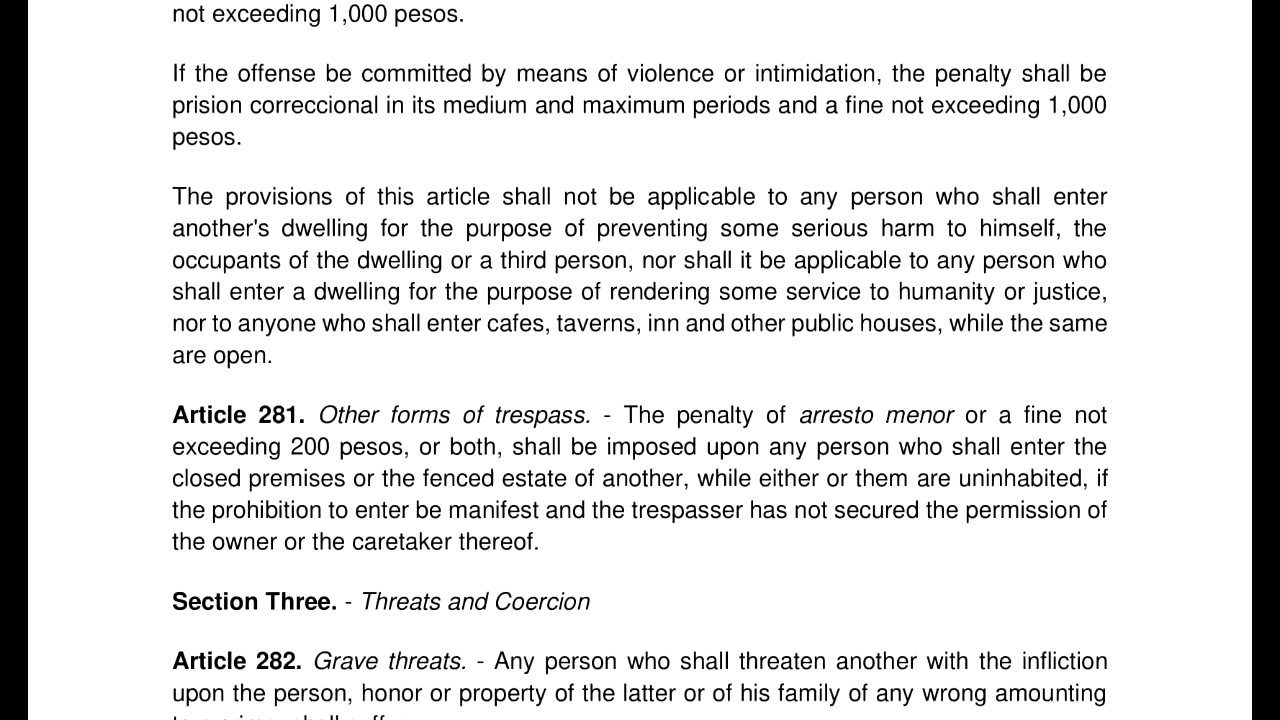 not exceeding 1,000 pesos.
If the offense be committed by means of violence or intimidation, the penalty shall be
prision correccional in its medium and maximum periods and a fine not exceeding 1,000
pesos.
The provisions of this article shall not be applicable to any person who shall enter
another's dwelling for the purpose of preventing some serious harm to himself, the
occupants of the dwelling or a third person, nor shall it be applicable to any person who
shall enter a dwelling for the purpose of rendering some service to humanity or justice,
nor to anyone who shall enter cafes, taverns, inn and other public houses, while the same
are open.
Article 281. Other forms of trespass. - The penalty of arresto menor or a fine not
exceeding 200 pesos, or both, shall be imposed upon any person who shall enter the
closed premises or the fenced estate of another, while either or them are uninhabited, if
the prohibition to enter be manifest and the trespasser has not secured the permission of
the owner or the caretaker thereof.
Section Three. - Threats and Coercion
Article 282. Grave threats. - Any person who shall threaten another with the infliction
upon the person, honor or property of the latter or of his family of any wrong amounting